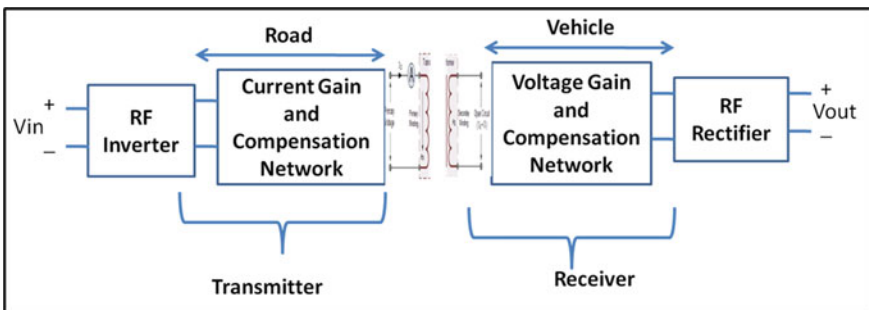 Road
Vehicle
Vin
+
−
RF
Inverter
Current Gain
and
Compensation
Network
Voltage Gain
and
Compensation
Network
RF
Rectifier
+
Vout
−
Transmitter
Receiver